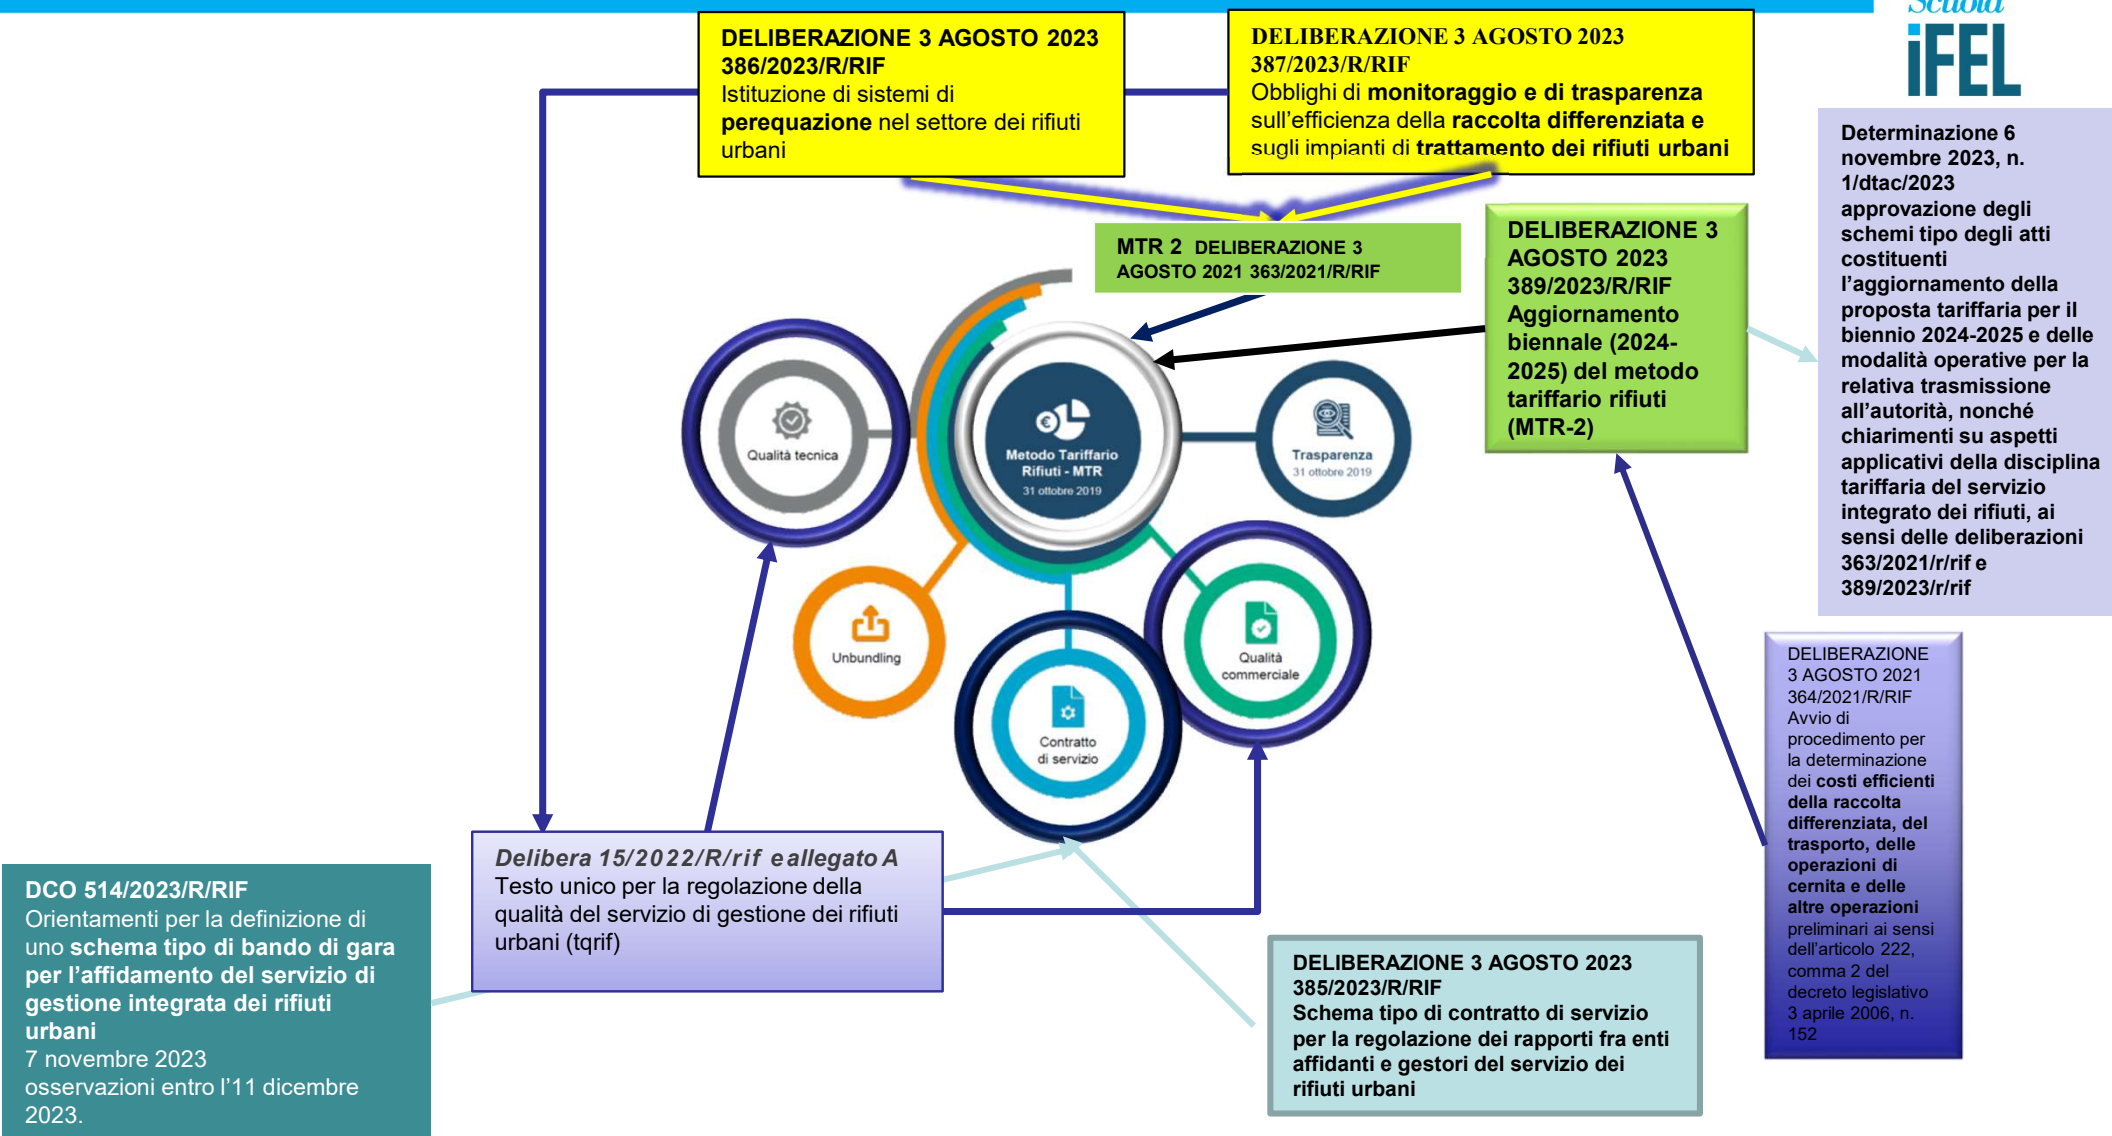 Scuola
iFEL
DELIBERAZIONE 3 AGOSTO 2023
386/2023/R/RIF
Istituzione di sistemi di
perequazione nel settore dei rifiuti
urbani
DELIBERAZIONE 3 AGOSTO 2023
387/2023/R/RIF
Obblighi di monitoraggio e di trasparenza
sull'efficienza della raccolta differenziata e
sugli impianti di trattamento dei rifiuti urbani
Determinazione 6
novembre 2023, n.
1/dtac/2023
approvazione degli
schemi tipo degli atti
costituenti
l'aggiornamento della
proposta tariffaria per il
biennio 2024-2025 e delle
modalità operative per la
relativa trasmissione
all'autorità, nonché
chiarimenti su aspetti
applicativi della disciplina
tariffaria del servizio
integrato dei rifiuti, ai
sensi delle deliberazioni
363/2021/r/rif e
389/2023/r/rif
MTR 2 DELIBERAZIONE 3
AGOSTO 2021 363/2021/R/RIF
DELIBERAZIONE 3
AGOSTO 2023
389/2023/R/RIF
Aggiornamento
biennale (2024-
2025) del metodo
tariffario rifiuti
(MTR-2)
Qualità tecnica
Metodo Tariffario
Rifiuti - MTR
31 ottobre 2019
Trasparenza
31 ottobre 2019
Unbundling
Qualità
commerciale
Contratto
di servizio
DELIBERAZIONE
3 AGOSTO 2021
364/2021/R/RIF
Avvio di
procedimento per
la determinazione
dei costi efficienti
della raccolta
differenziata, del
trasporto, delle
operazioni di
cernita e delle
altre operazioni
preliminari ai sensi
dell'articolo 222,
comma 2 del
decreto legislativo
3 aprile 2006, n.
152
Delibera 15/2022/R/rif e allegato A
Testo unico per la regolazione della
qualità del servizio di gestione dei rifiuti
urbani (tqrif)
DCO 514/2023/R/RIF
Orientamenti per la definizione di
uno schema tipo di bando di gara
per l'affidamento del servizio di
gestione integrata dei rifiuti
urbani
7 novembre 2023
osservazioni entro l'11 dicembre
2023.
DELIBERAZIONE 3 AGOSTO 2023
385/2023/R/RIF
Schema tipo di contratto di servizio
per la regolazione dei rapporti fra enti
affidanti e gestori del servizio dei
rifiuti urbani